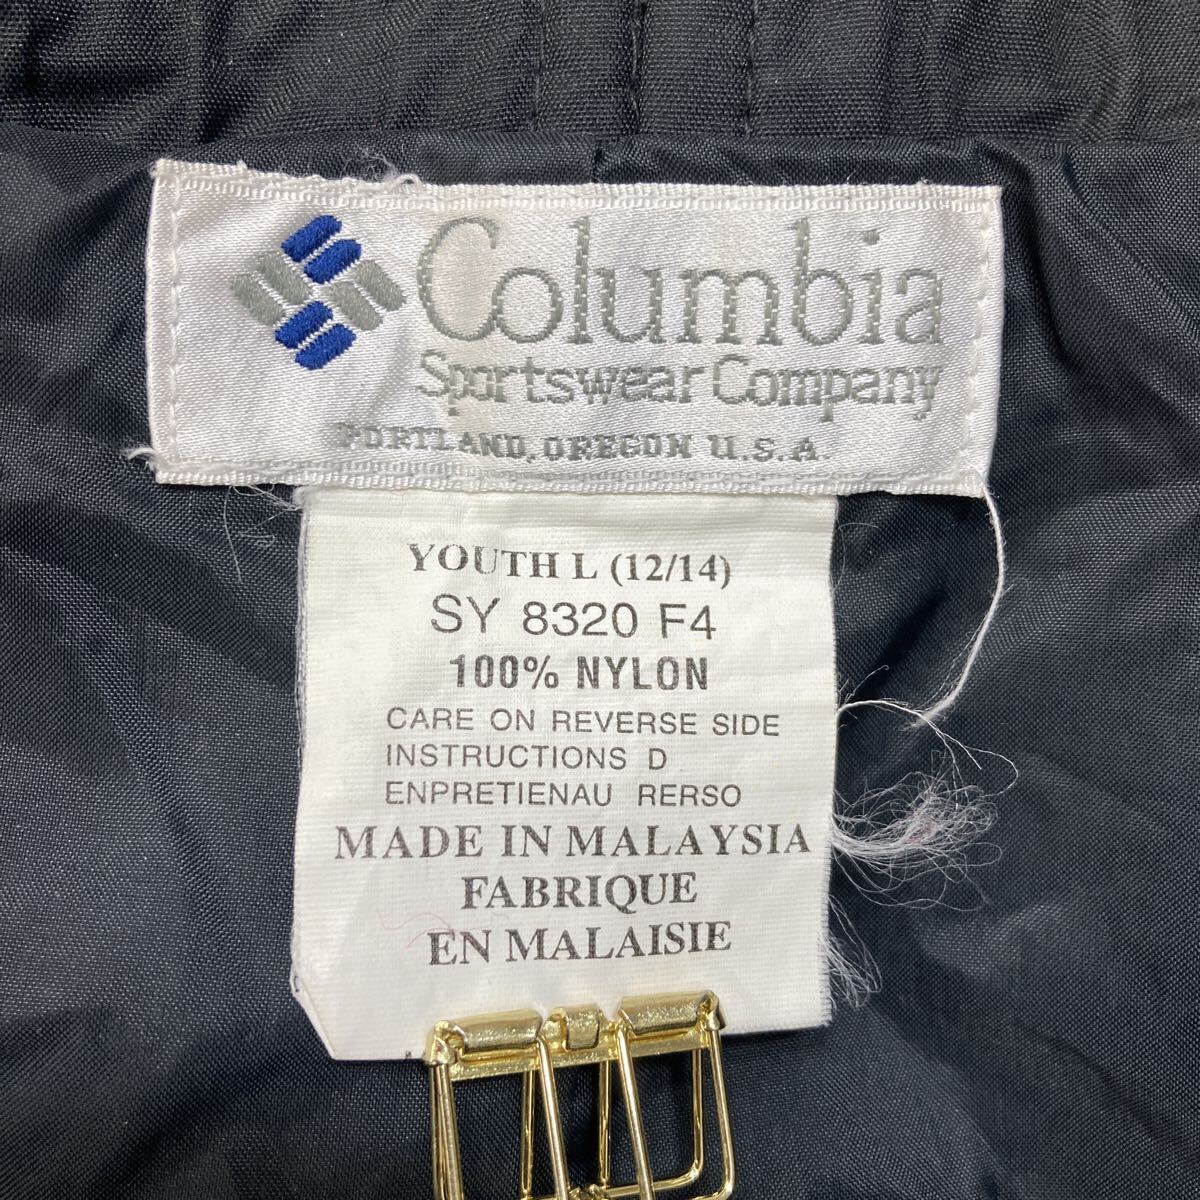 Columbia
Sportswear Company
PORTLAND, OREGON U.S.A.
YOUTH L (12/14)
SY 8320 F4
100% NYLON
CARE ON REVERSE SIDE
INSTRUCTIONS D
ENPRETIENAU RERSO
MADE IN MALAYSIA
FABRIQUE
EN MALAISIE